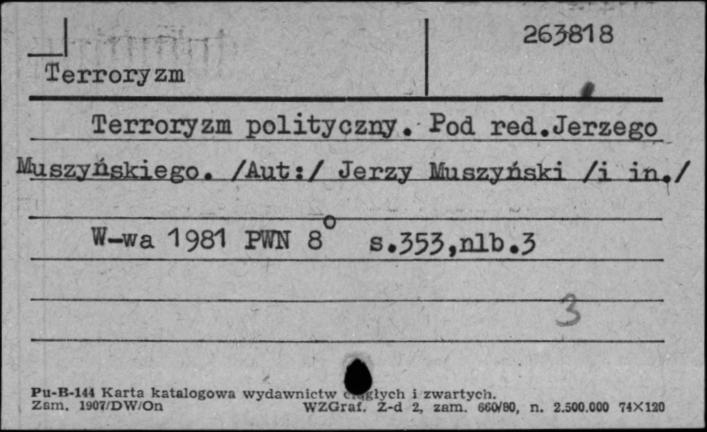 263818
Terroryzm
Terroryzm polityczny. Pod red.Jerzego
Muszyńskiego. /Aut:/ Jerzy Muszyński /i in./
W-wa 1981 PWN 8° s.353,nlb.3
3
Pu-B-144 Karta katalogowa wydawnictw ciągłych i zwartych.
Zam. 1907/DW/On WZGraf. Z-d 2, zam. 660/80, n. 2.500.000 74×120